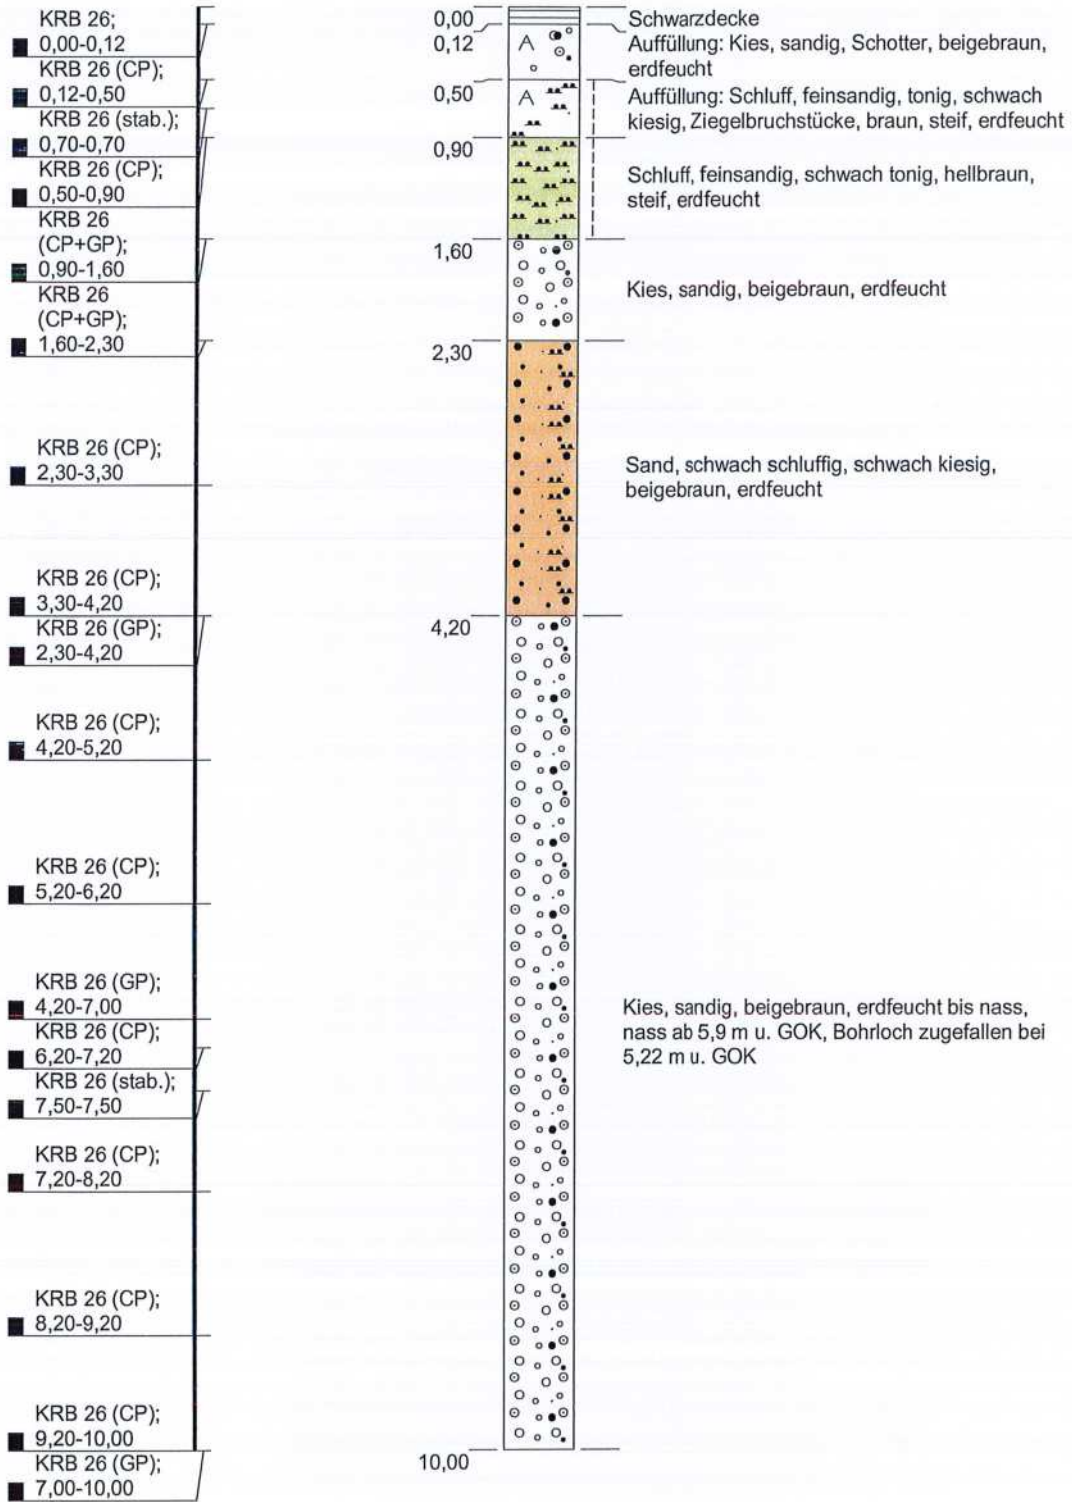 KRB 26;
0,00-0,12
KRB 26 (CP);
0,12-0,50
KRB 26 (stab.);
0,70-0,70
KRB 26 (CP);
0,50-0,90
KRB 26
(CP+GP);
0,90-1,60
KRB 26
(CP+GP);
1,60-2,30
KRB 26 (CP);
2,30-3,30
KRB 26 (CP);
3,30-4,20
KRB 26 (GP);
2,30-4,20
KRB 26 (CP);
4,20-5,20
KRB 26 (CP);
5,20-6,20
KRB 26 (GP);
4,20-7,00
KRB 26 (CP);
6,20-7,20
KRB 26 (stab.);
7,50-7,50
KRB 26 (CP);
7,20-8,20
KRB 26 (CP);
8,20-9,20
KRB 26 (CP);
9,20-10,00
KRB 26 (GP);
7,00-10,00
0,00
0,12
0,50
0,90
1,60
2,30
4,20
10,00
A
A
Schwarzdecke
Auffüllung: Kies, sandig, Schotter, beigebraun,
erdfeucht
Auffüllung: Schluff, feinsandig, tonig, schwach
kiesig, Ziegelbruchstücke, braun, steif, erdfeucht
Schluff, feinsandig, schwach tonig, hellbraun,
steif, erdfeucht
Kies, sandig, beigebraun, erdfeucht
Sand, schwach schluffig, schwach kiesig,
beigebraun, erdfeucht
Kies, sandig, beigebraun, erdfeucht bis nass,
nass ab 5,9 m u. GOK, Bohrloch zugefallen bei
5,22 m u. GOK